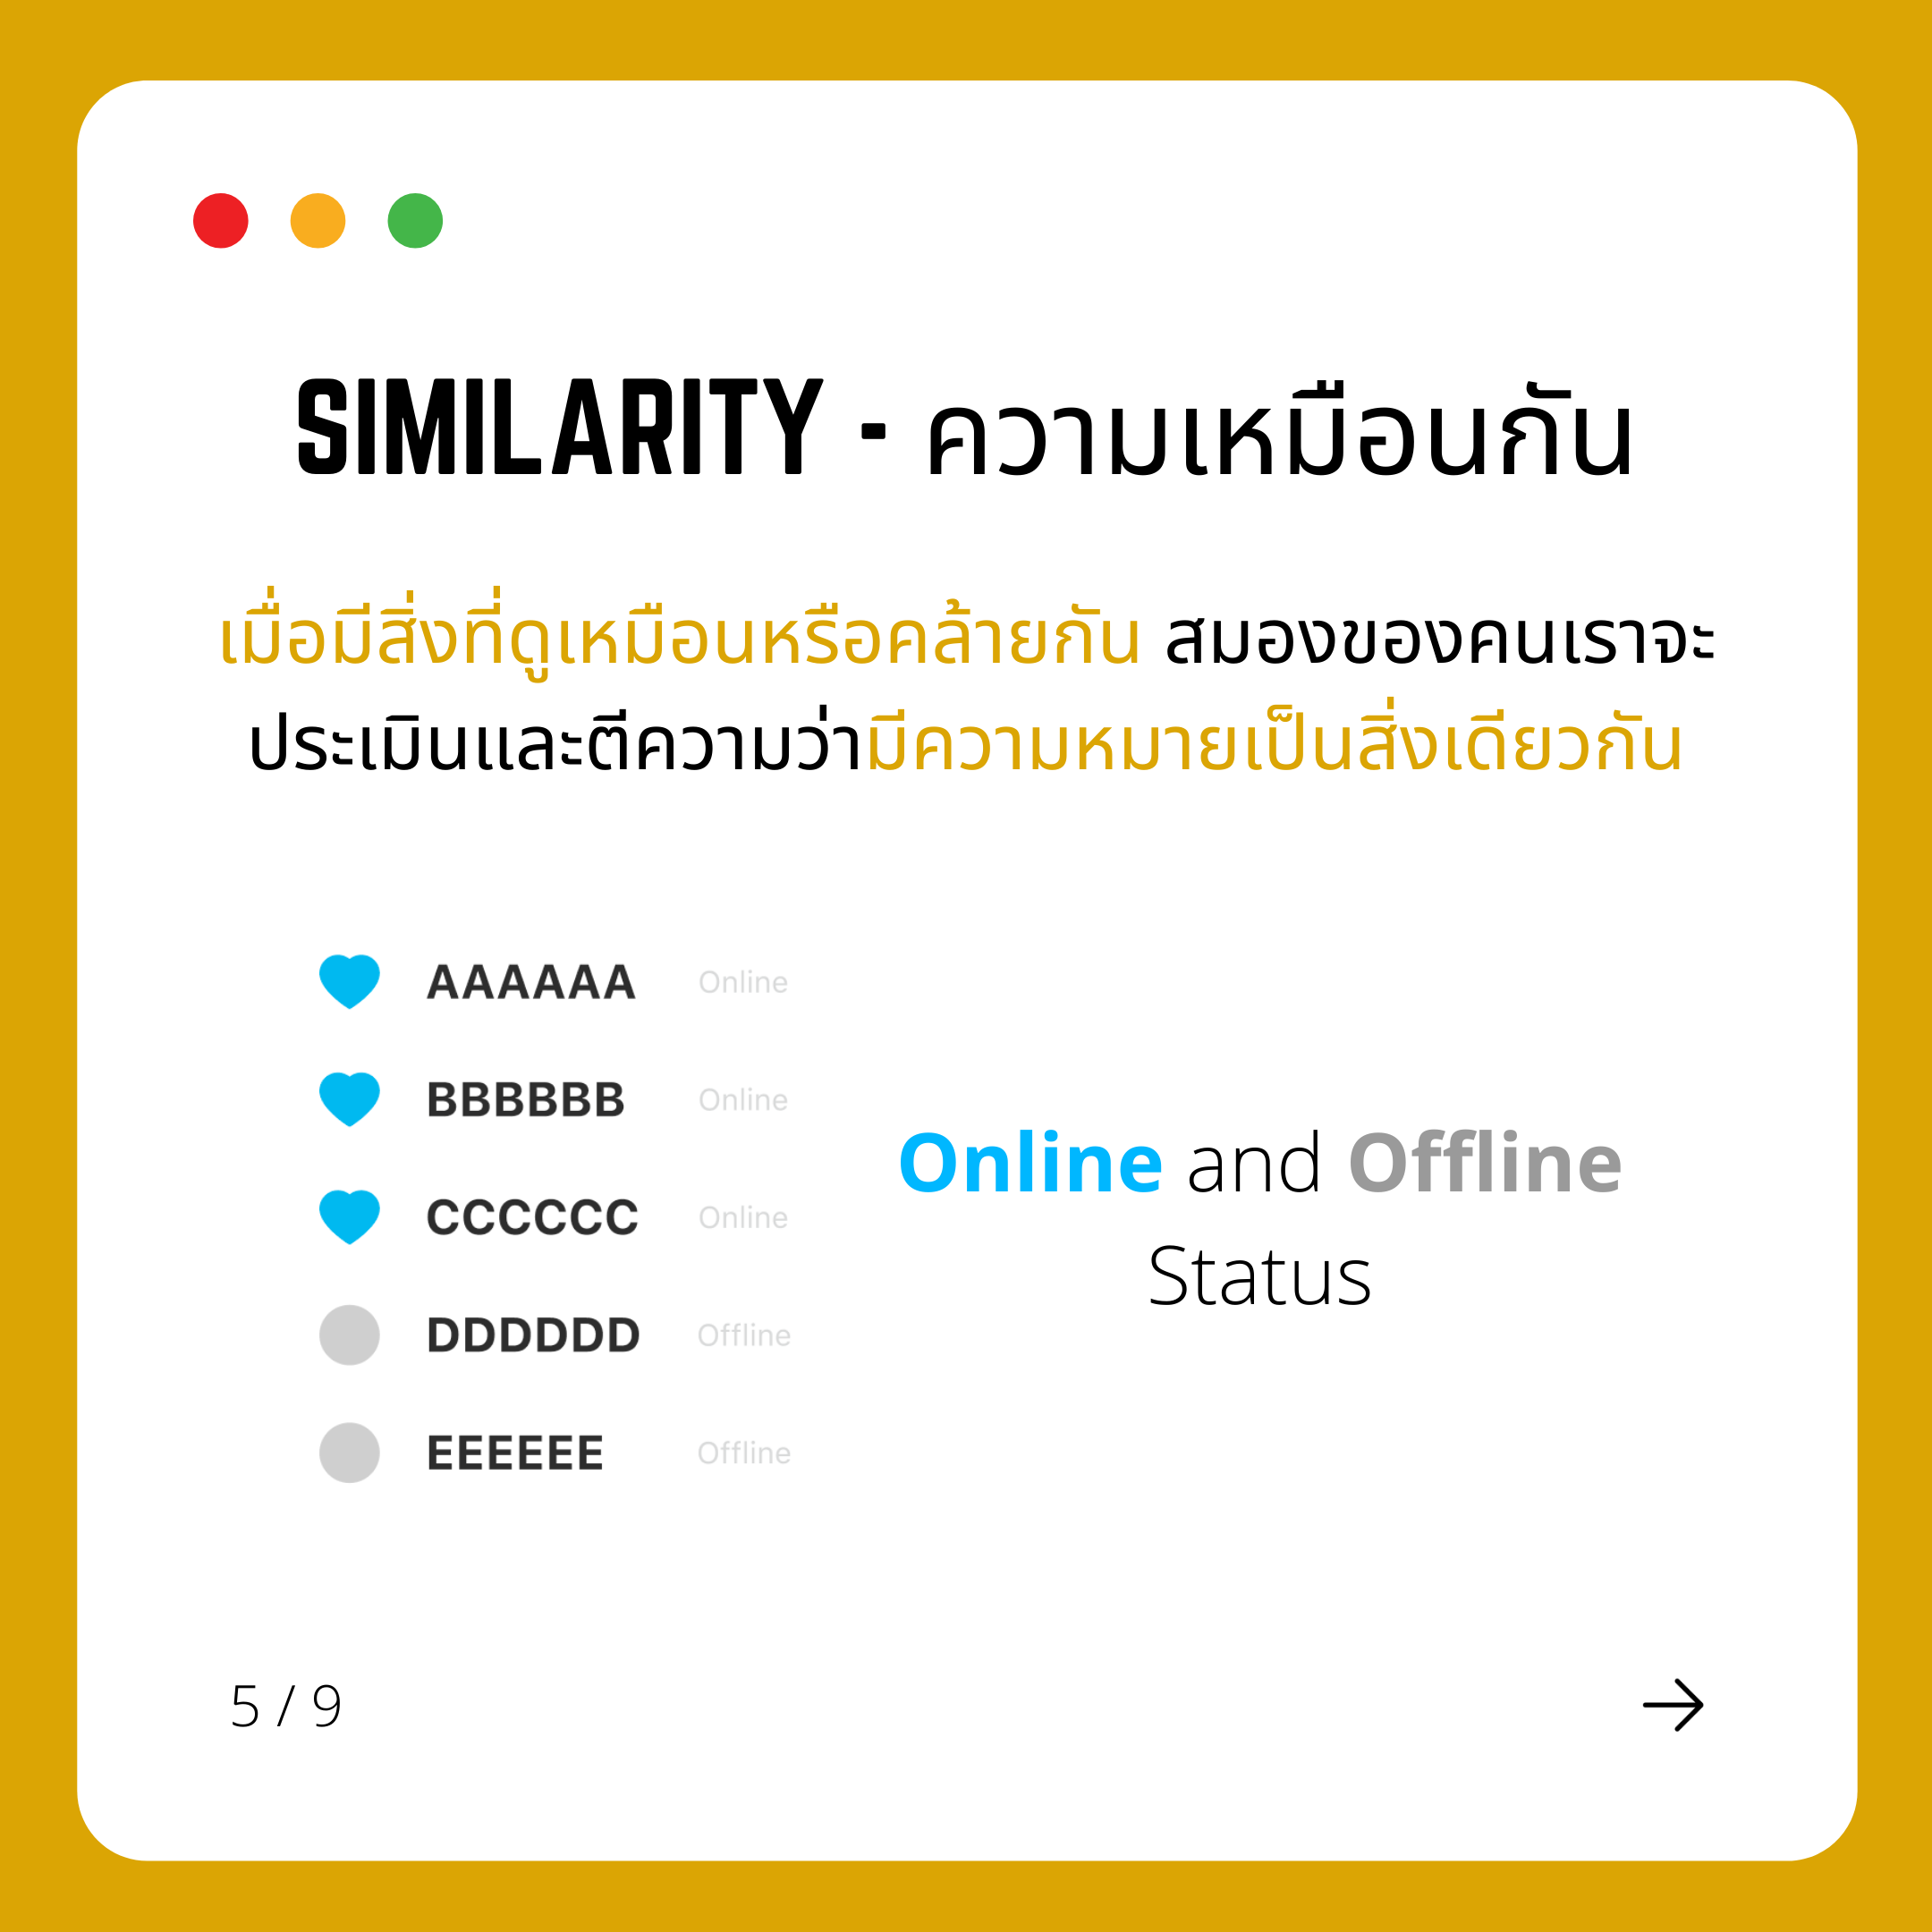 SIMILARITY - ความเหมือนกัน
เมื่อมีสิ่งที่ดูเหมือนหรือคล้ายกัน สมองของคนเราจะ
ประเมินและตีความว่ามีความหมายเป็นสิ่งเดียวกัน
AAAAAA Online
BBBBBB Online
CCCCCC Online
DDDDDD Offline
EEEEEE Offline
Online and Offline
Status
5 / 9